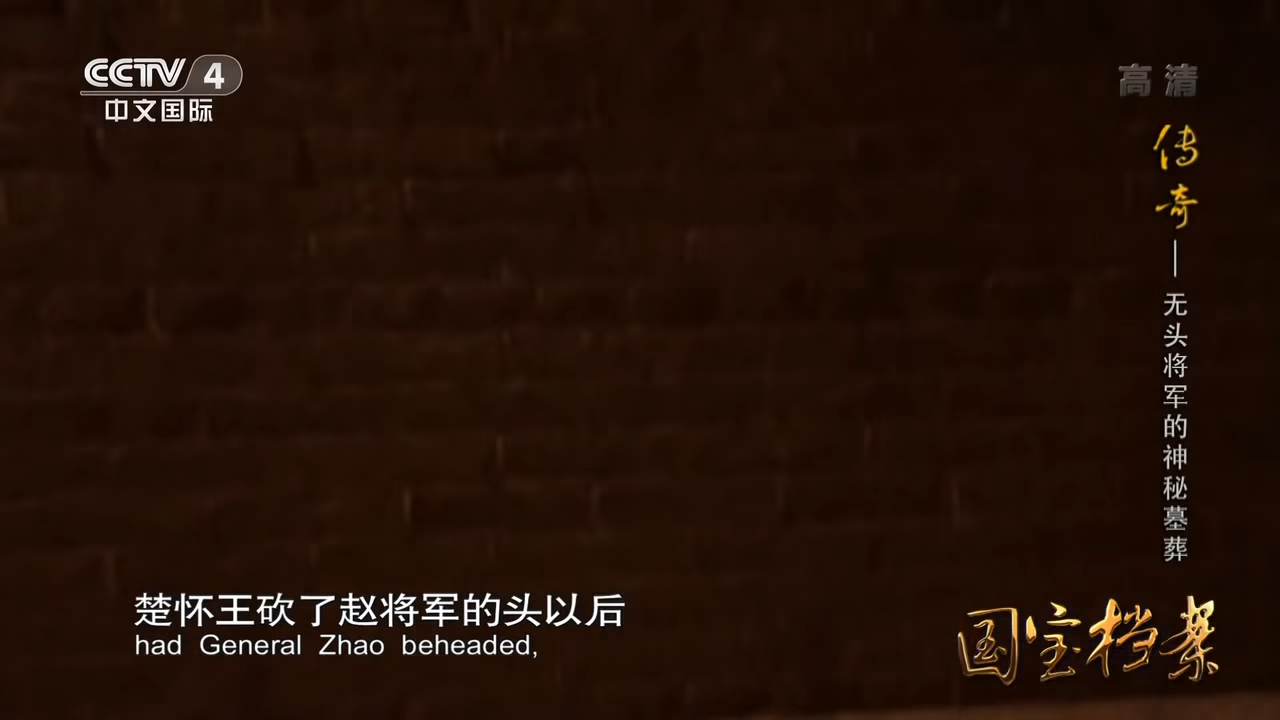 CCTV 4
中文国际
高清
传奇——无头将军的神秘墓葬
楚怀王砍了赵将军的头以后
had General Zhao beheaded,
国宝档案